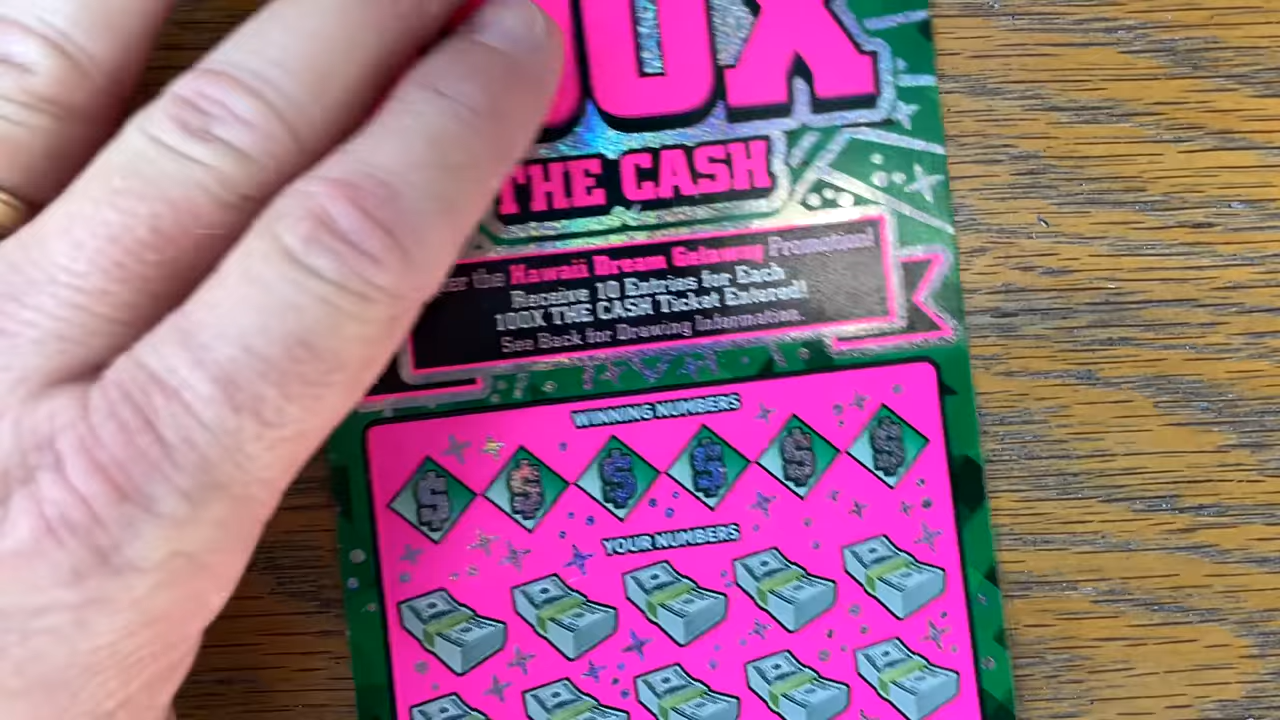 00X
THE CASH
the Hawaii Dream Getaway Promotion!
Receive 10 Entries for Each
100X THE CASH Ticket Entered!
See Back for Drawing Information.
WINNING NUMBERS
$ $ $ $ $ $
YOUR NUMBERS